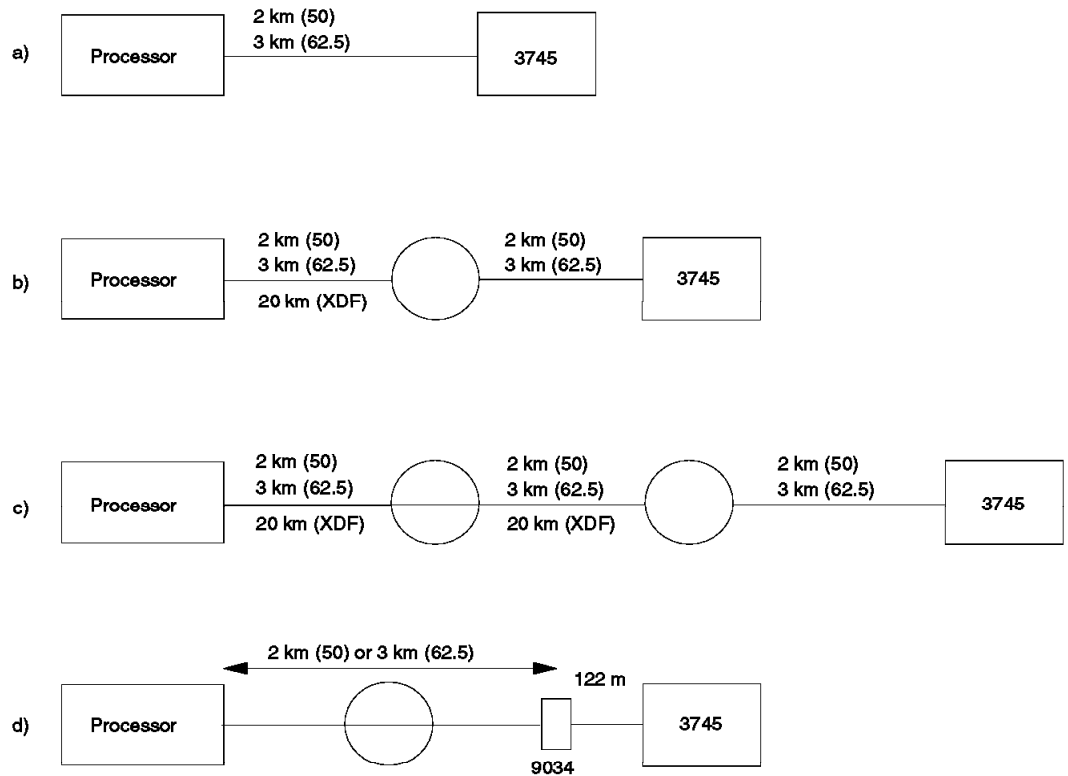 2 km (50)
3 km (62.5)
a)
Processor
3745
2 km (50)
2 km (50)
3 km (62.5)
3 km (62.5)
b)
Processor
3745
20 km (XDF)
2 km (50)
2 km (50)
2 km (50)
3 km (62.5)
3 km (62.5)
3 km (62.5)
c)
Processor
3745
20 km (XDF)
20 km (XDF)
2 km (50) or 3 km (62.5)
122 m
d)
Processor
3745
9034